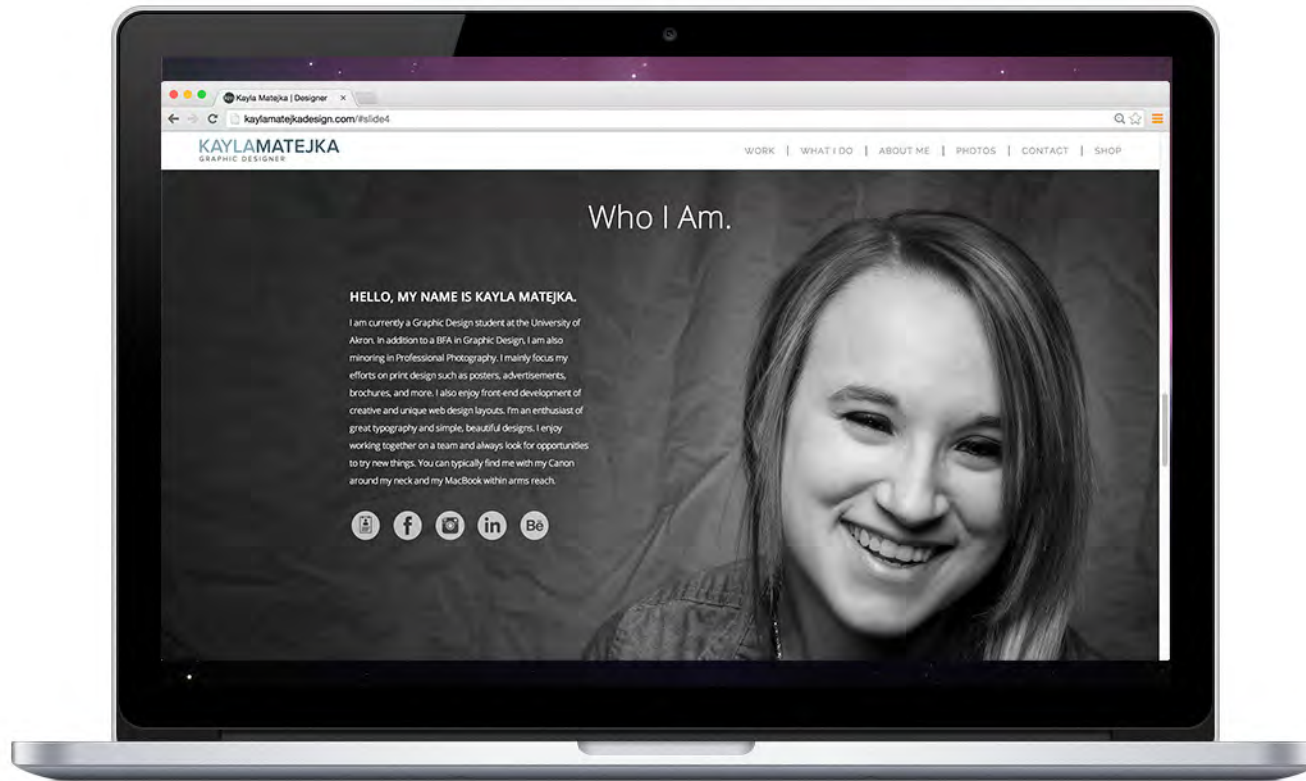 Kayla Matejka | Designer
kaylamatejkadesign.com/#slide4
KAYLAMATEJKA
GRAPHIC DESIGNER
WORK | WHAT I DO | ABOUT ME | PHOTOS | CONTACT | SHOP
Who I Am.
HELLO, MY NAME IS KAYLA MATEJKA.
I am currently a Graphic Design student at the University of
Akron. In addition to a BFA in Graphic Design, I am also
minoring in Professional Photography. I mainly focus my
efforts on print design such as posters, advertisements,
brochures, and more. I also enjoy front-end development of
creative and unique web design layouts. I'm an enthusiast of
great typography and simple, beautiful designs. I enjoy
working together on a team and always look for opportunities
to try new things. You can typically find me with my Canon
around my neck and my MacBook within arms reach.
f
in
Bē